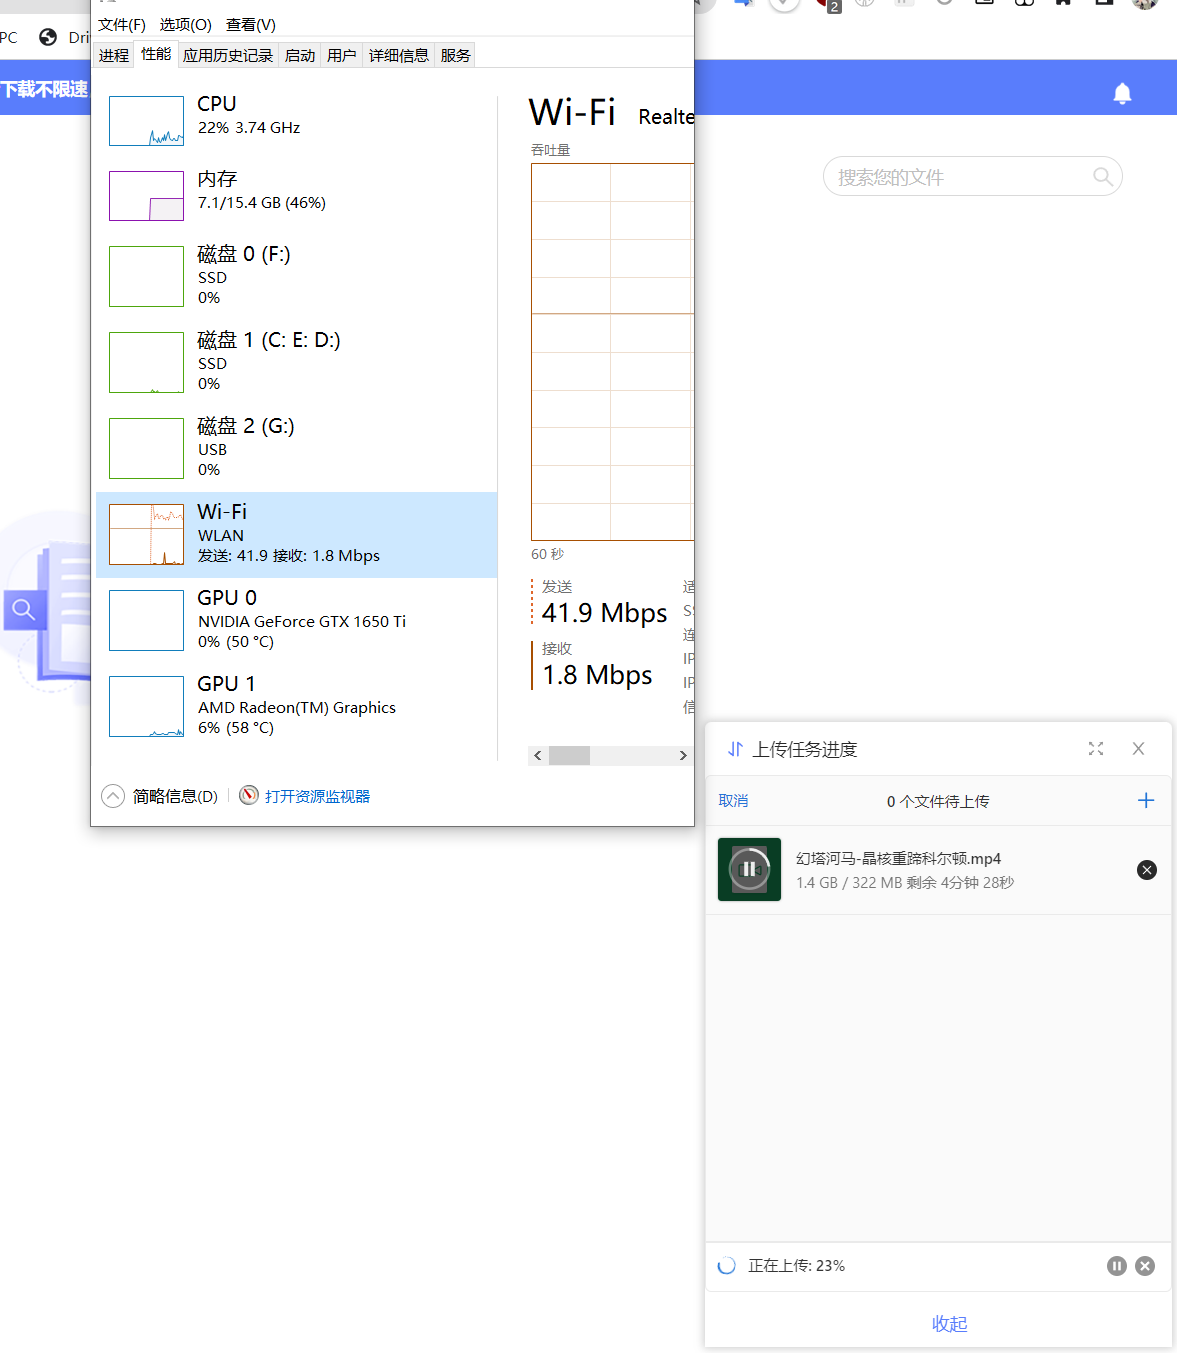 2
PC
文件(F) 选项(O) 查看(V)
进程 性能 应用历史记录 启动 用户 详细信息 服务
下载不限速
CPU
22% 3.74 GHz
内存
7.1/15.4 GB (46%)
磁盘 0 (F:)
SSD
0%
磁盘 1 (C: E: D:)
SSD
0%
磁盘 2 (G:)
USB
0%
Wi-Fi
WLAN
发送: 41.9 接收: 1.8 Mbps
GPU 0
NVIDIA GeForce GTX 1650 Ti
0% (50 °C)
GPU 1
AMD Radeon(TM) Graphics
6% (58 °C)
简略信息(D) 打开资源监视器
Wi-Fi
吞吐量
60 秒
发送
41.9 Mbps
接收
1.8 Mbps
IP
IP
搜索您的文件
上传任务进度
取消 0 个文件待上传
幻塔河马-晶核重蹄科尔顿.mp4
1.4 GB / 322 MB 剩余 4分钟 28秒
正在上传: 23%
收起